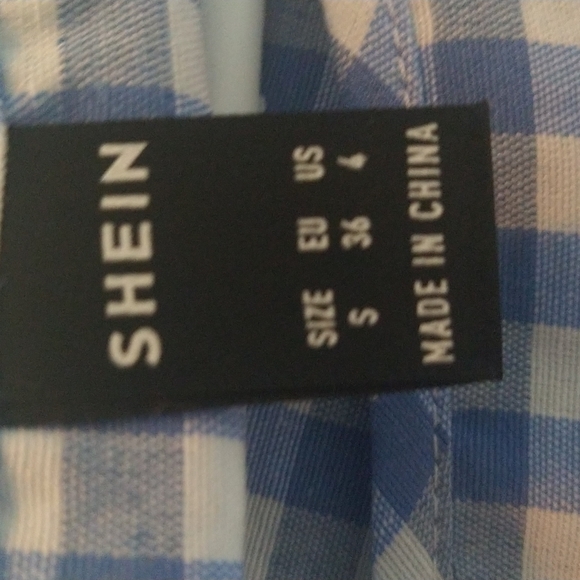 SHEIN
SIZE EU US
S 36 4
MADE IN CHINA